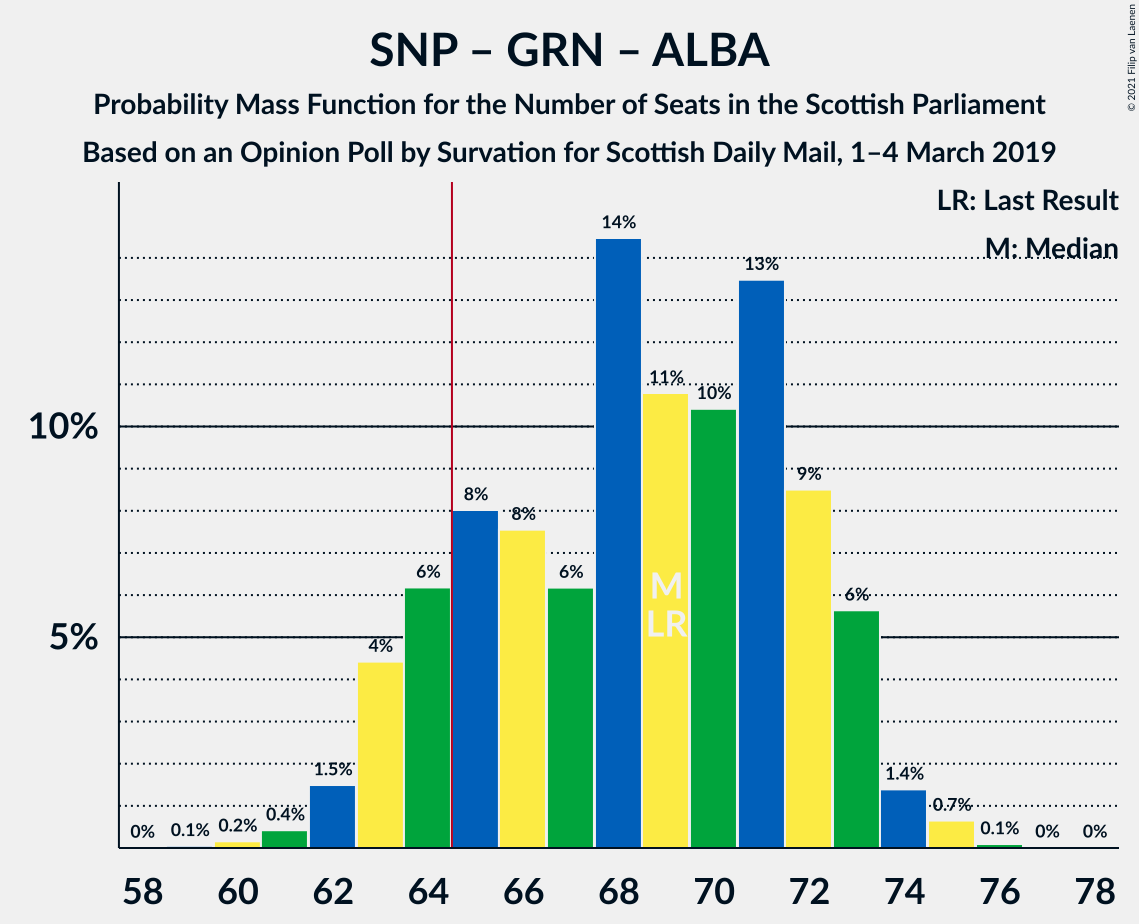 SNP – GRN – ALBA
Probability Mass Function for the Number of Seats in the Scottish Parliament
Based on an Opinion Poll by Survation for Scottish Daily Mail, 1–4 March 2019
© 2021 Filip van Laenen
LR: Last Result
M: Median
10%
5%
0%
0.1%
0.2%
0.4%
1.5%
4%
6%
8%
8%
6%
14%
11%
10%
13%
9%
6%
1.4%
0.7%
0.1%
0%
0%
M
LR
58 60 62 64 66 68 70 72 74 76 78